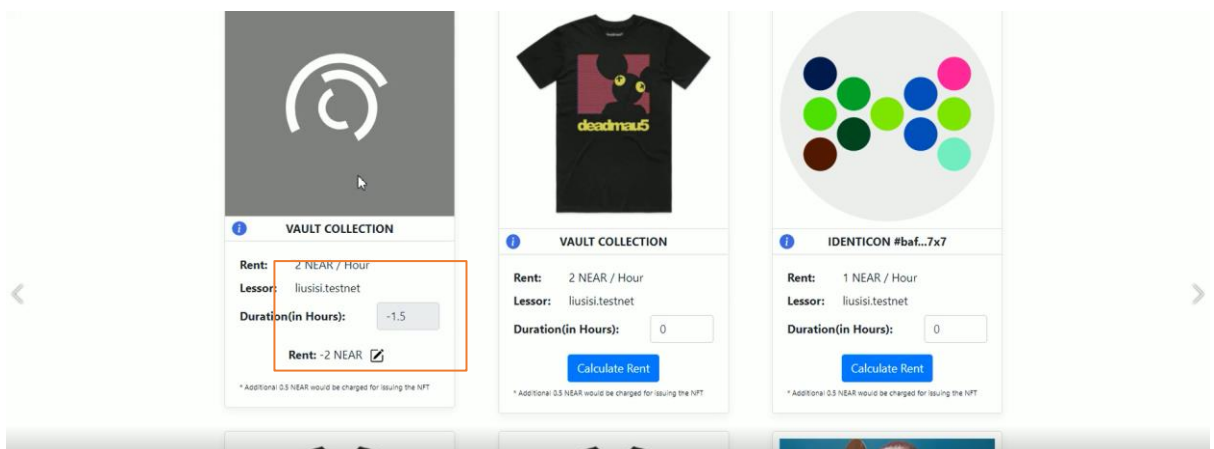 deadmau5
VAULT COLLECTION
Rent: 2 NEAR / Hour
Lessor: liusisi.testnet
Duration(in Hours): -1.5
Rent: -2 NEAR
* Additional 0.5 NEAR would be charged for issuing the NFT
VAULT COLLECTION
Rent: 2 NEAR / Hour
Lessor: liusisi.testnet
Duration(in Hours): 0
Calculate Rent
* Additional 0.5 NEAR would be charged for issuing the NFT
IDENTICON #baf...7x7
Rent: 1 NEAR / Hour
Lessor: liusisi.testnet
Duration(in Hours): 0
Calculate Rent
* Additional 0.5 NEAR would be charged for issuing the NFT